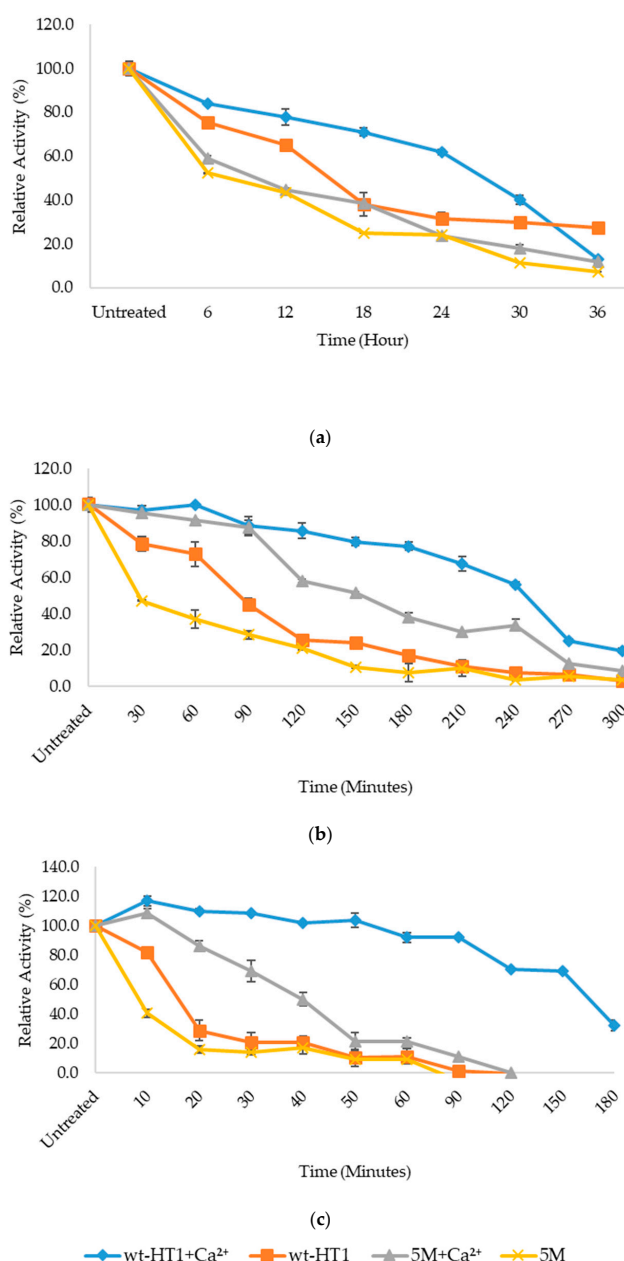 120.0
100.0
80.0
60.0
40.0
20.0
0.0
Relative Activity (%)
Untreated 6 12 18 24 30 36
Time (Hour)
(a)
120.0
100.0
80.0
60.0
40.0
20.0
0.0
Relative Activity (%)
Untreated 30 60 90 120 150 180 210 240 270 300
Time (Minutes)
(b)
140.0
120.0
100.0
80.0
60.0
40.0
20.0
0.0
Relative Activity (%)
Untreated 10 20 30 40 50 60 90 120 150 180
Time (Minutes)
(c)
wt-HT1+Ca²⁺ wt-HT1 5M+Ca²⁺ 5M